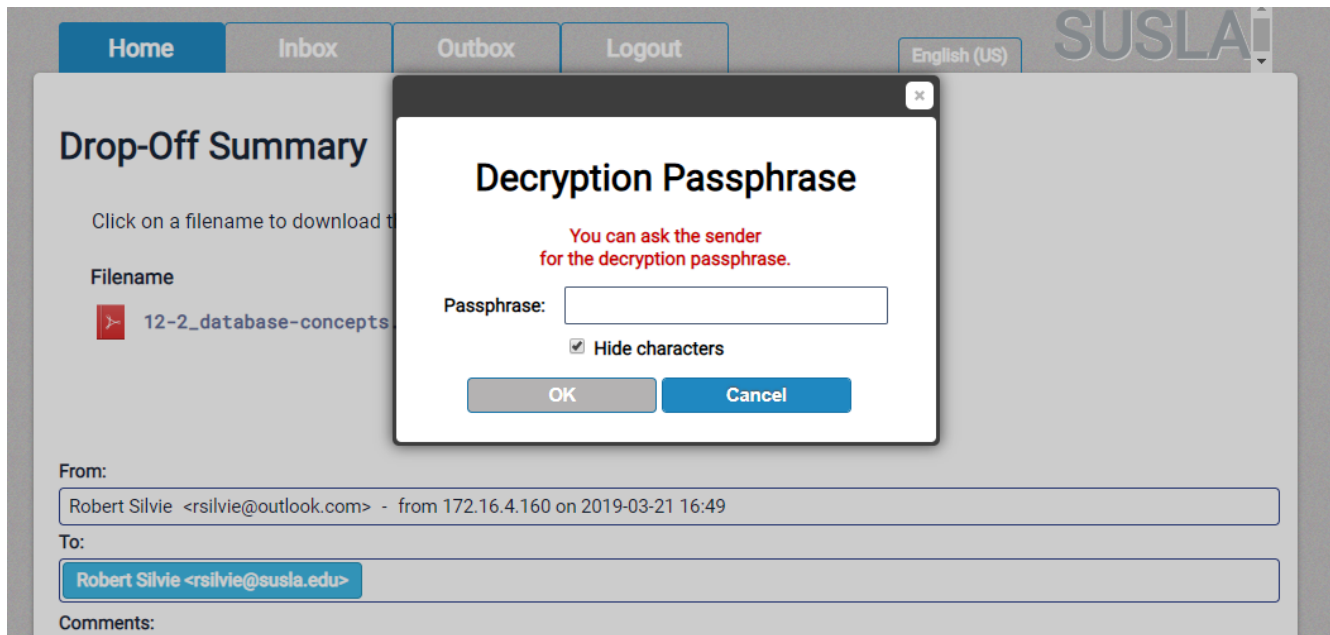 Home Inbox Outbox Logout
English (US)
SUSLA
Drop-Off Summary
Click on a filename to download
Filename
12-2_database-concepts.
Decryption Passphrase
You can ask the sender
for the decryption passphrase.
Passphrase:
Hide characters
OK Cancel
From:
Robert Silvie <rsilvie@outlook.com> - from 172.16.4.160 on 2019-03-21 16:49
To:
Robert Silvie <rsilvie@susla.edu>
Comments: